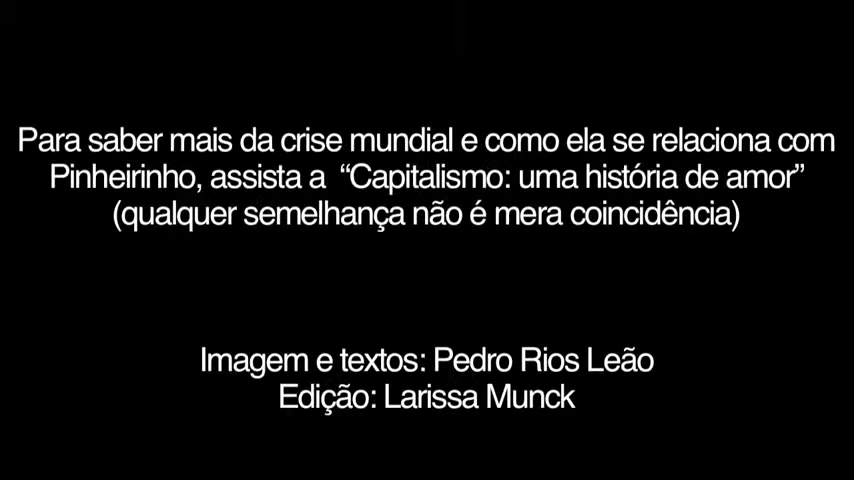 Para saber mais da crise mundial e como ela se relaciona com
Pinheirinho, assista a “Capitalismo: uma história de amor”
(qualquer semelhança não é mera coincidência)
Imagem e textos: Pedro Rios Leão
Edição: Larissa Munck